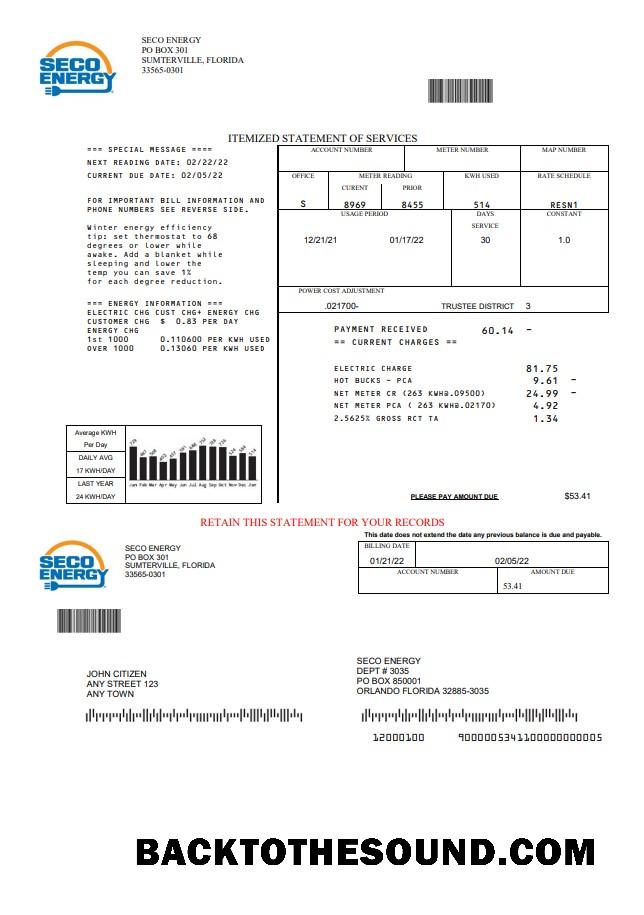 SECO ENERGY
PO BOX 301
SUMTERVILLE, FLORIDA
33565-0301
SECO
ENERGY
ITEMIZED STATEMENT OF SERVICES
=== SPECIAL MESSAGE ====
NEXT READING DATE: 02/22/22
CURRENT DUE DATE: 02/05/22
FOR IMPORTANT BILL INFORMATION AND
PHONE NUMBERS SEE REVERSE SIDE.
Winter energy efficiency
tip: set thermostat to 68
degrees or lower while
awake. Add a blanket while
sleeping and lower the
temp you can save 1%
for each degree reduction.
=== ENERGY INFORMATION ===
ELECTRIC CHG CUST CHG+ ENERGY CHG
CUSTOMER CHG $ 0.83 PER DAY
ENERGY CHG
1st 1000 0.110600 PER KWH USED
OVER 1000 0.13060 PER KWH USED
ACCOUNT NUMBER METER NUMBER MAP NUMBER
OFFICE METER READING KWH USED RATE SCHEDULE
CURENT PRIOR
S 8969 8455 514 RESN1
USAGE PERIOD DAYS CONSTANT
SERVICE
12/21/21 01/17/22 30 1.0
POWER COST ADJUSTMENT
.021700- TRUSTEE DISTRICT 3
PAYMENT RECEIVED 60.14 -
== CURRENT CHARGES ==
ELECTRIC CHARGE 81.75
HOT BUCKS - PCA 9.61 -
NET METER CR (263 KWH@.09500) 24.99 -
NET METER PCA ( 263 KWH@.02170) 4.92
2.5625% GROSS RCT TA 1.34
Average KWH
Per Day
DAILY AVG
17 KWH/DAY
LAST YEAR
24 KWH/DAY
Jan Feb Mar Apr May Jun Jul Aug Sep Oct Nov Dec Jan
PLEASE PAY AMOUNT DUE $53.41
RETAIN THIS STATEMENT FOR YOUR RECORDS
This date does not extend the date any previous balance is due and payable.
SECO
ENERGY
SECO ENERGY
PO BOX 301
SUMTERVILLE, FLORIDA
33565-0301
BILLING DATE
01/21/22 02/05/22
ACCOUNT NUMBER AMOUNT DUE
53.41
JOHN CITIZEN
ANY STREET 123
ANY TOWN
SECO ENERGY
DEPT # 3035
PO BOX 850001
ORLANDO FLORIDA 32885-3035
12000100 9000005341100000000005
BACKTOTHESOUND.COM